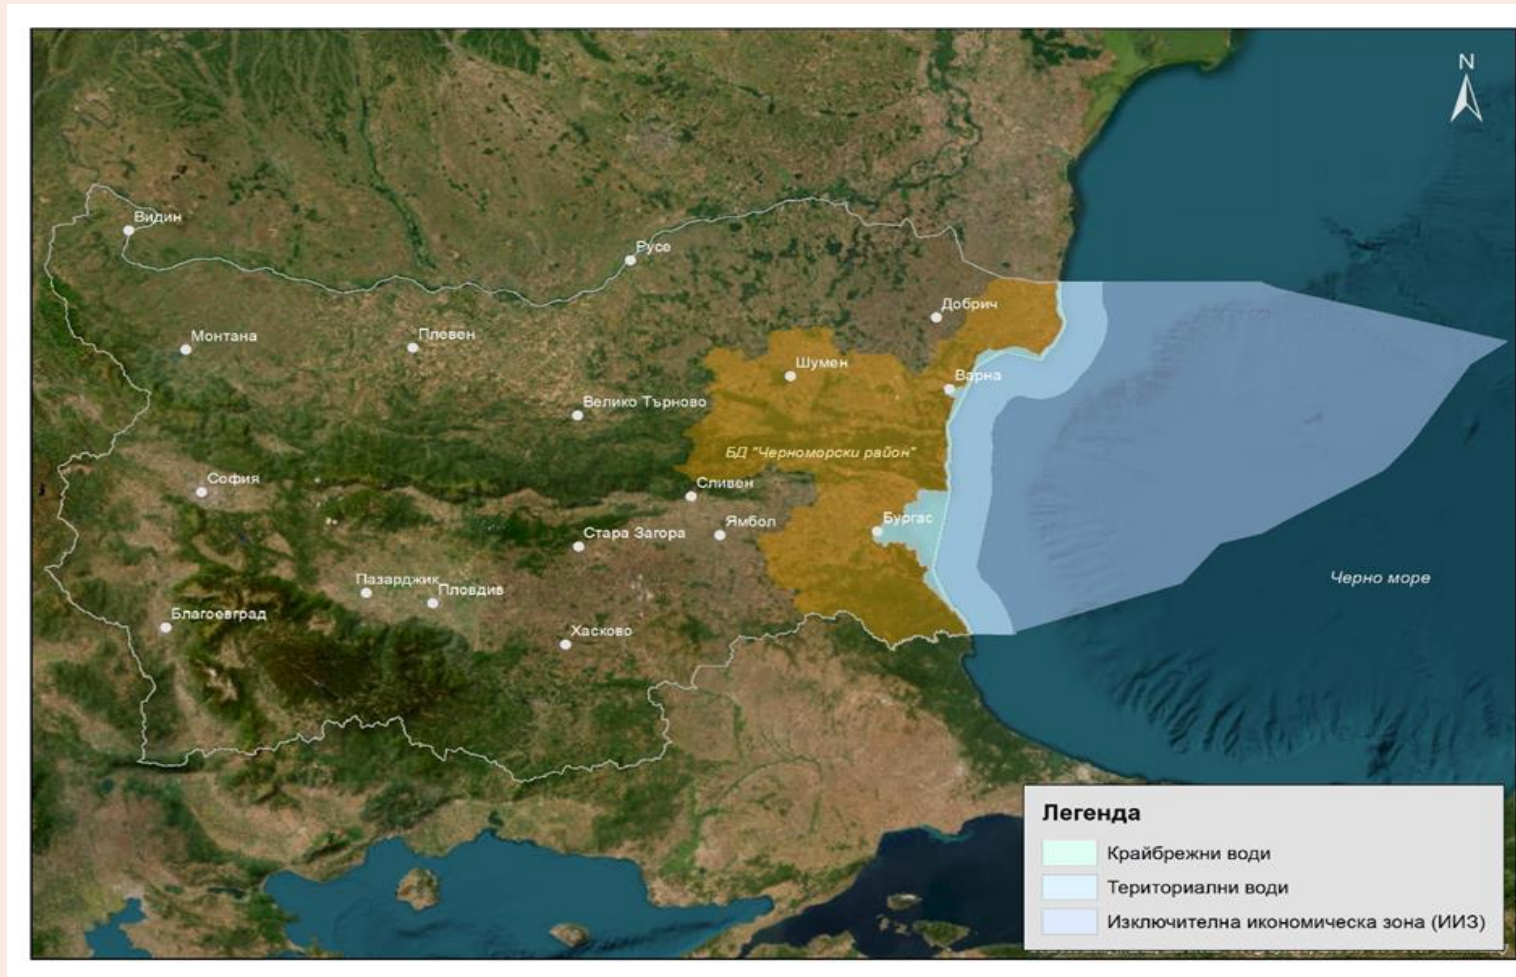 N
Видин
Русе
Добрич
Монтана
Плевен
Шумен
Варна
Велико Търново
БД "Черноморски район"
София
Сливен
Бургас
Ямбол
Стара Загора
Черно море
Пазарджик
Пловдив
Благоевград
Хасково
Легенда
Крайбрежни води
Териториални води
Изключителна икономическа зона (ИИЗ)